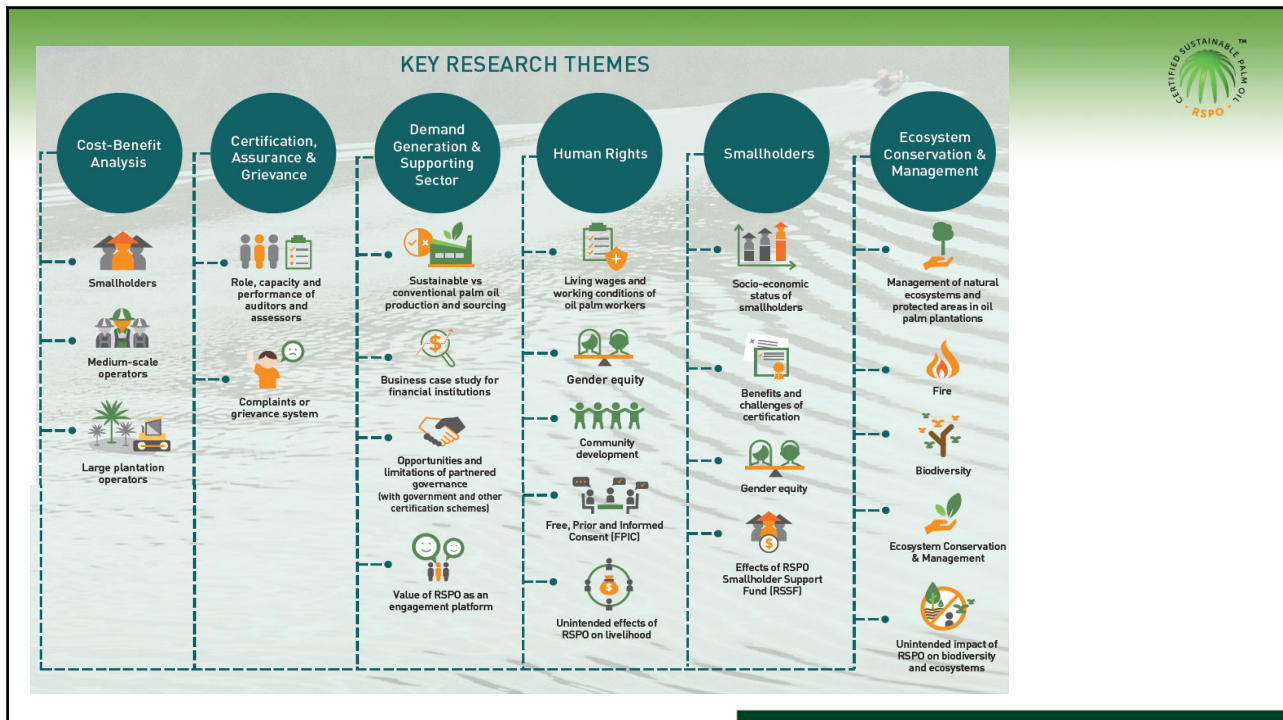 KEY RESEARCH THEMES
CERTIFIED SUSTAINABLE PALM OIL™
RSPO
Cost-Benefit
Analysis
Smallholders
Medium-scale
operators
Large plantation
operators
Certification,
Assurance &
Grievance
Role, capacity and
performance of
auditors and
assessors
Complaints or
grievance system
Demand
Generation &
Supporting
Sector
Sustainable vs
conventional palm oil
production and sourcing
Business case study for
financial institutions
Opportunities and
limitations of partnered
governance
(with government and other
certification schemes)
Value of RSPO as an
engagement platform
Human Rights
Living wages and
working conditions of
oil palm workers
Gender equity
Community
development
Free, Prior and Informed
Consent (FPIC)
Unintended effects of
RSPO on livelihood
Smallholders
Socio-economic
status of
smallholders
Benefits and
challenges of
certification
Gender equity
Effects of RSPO
Smallholder Support
Fund (RSSF)
Ecosystem
Conservation &
Management
Management of natural
ecosystems and
protected areas in oil
palm plantations
Fire
Biodiversity
Ecosystem Conservation
& Management
Unintended impact of
RSPO on biodiversity
and ecosystems